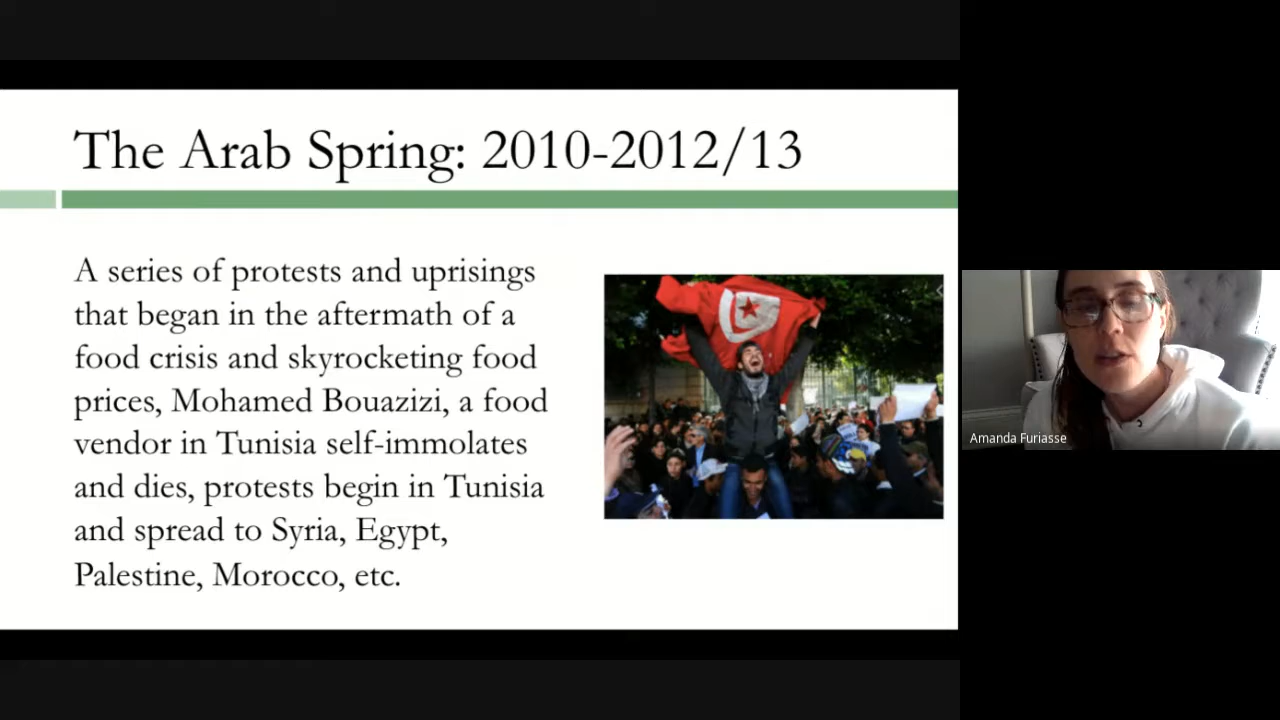 The Arab Spring: 2010-2012/13
A series of protests and uprisings
that began in the aftermath of a
food crisis and skyrocketing food
prices, Mohamed Bouazizi, a food
vendor in Tunisia self-immolates
and dies, protests begin in Tunisia
and spread to Syria, Egypt,
Palestine, Morocco, etc.
Amanda Furiasse